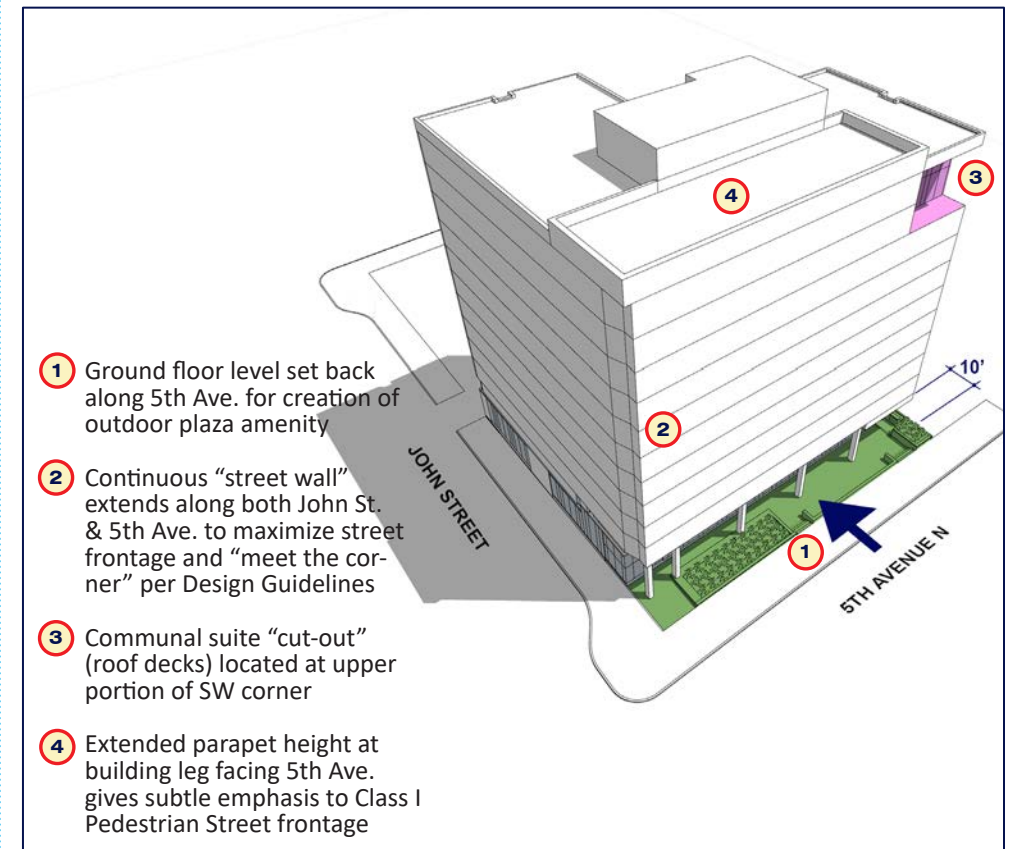 1 Ground floor level set back
along 5th Ave. for creation of
outdoor plaza amenity
2 Continuous “street wall”
extends along both John St.
& 5th Ave. to maximize street
frontage and “meet the cor-
ner” per Design Guidelines
3 Communal suite “cut-out”
(roof decks) located at upper
portion of SW corner
4 Extended parapet height at
building leg facing 5th Ave.
gives subtle emphasis to Class I
Pedestrian Street frontage
4
3
10'
2
JOHN STREET
1
5TH AVENUE N